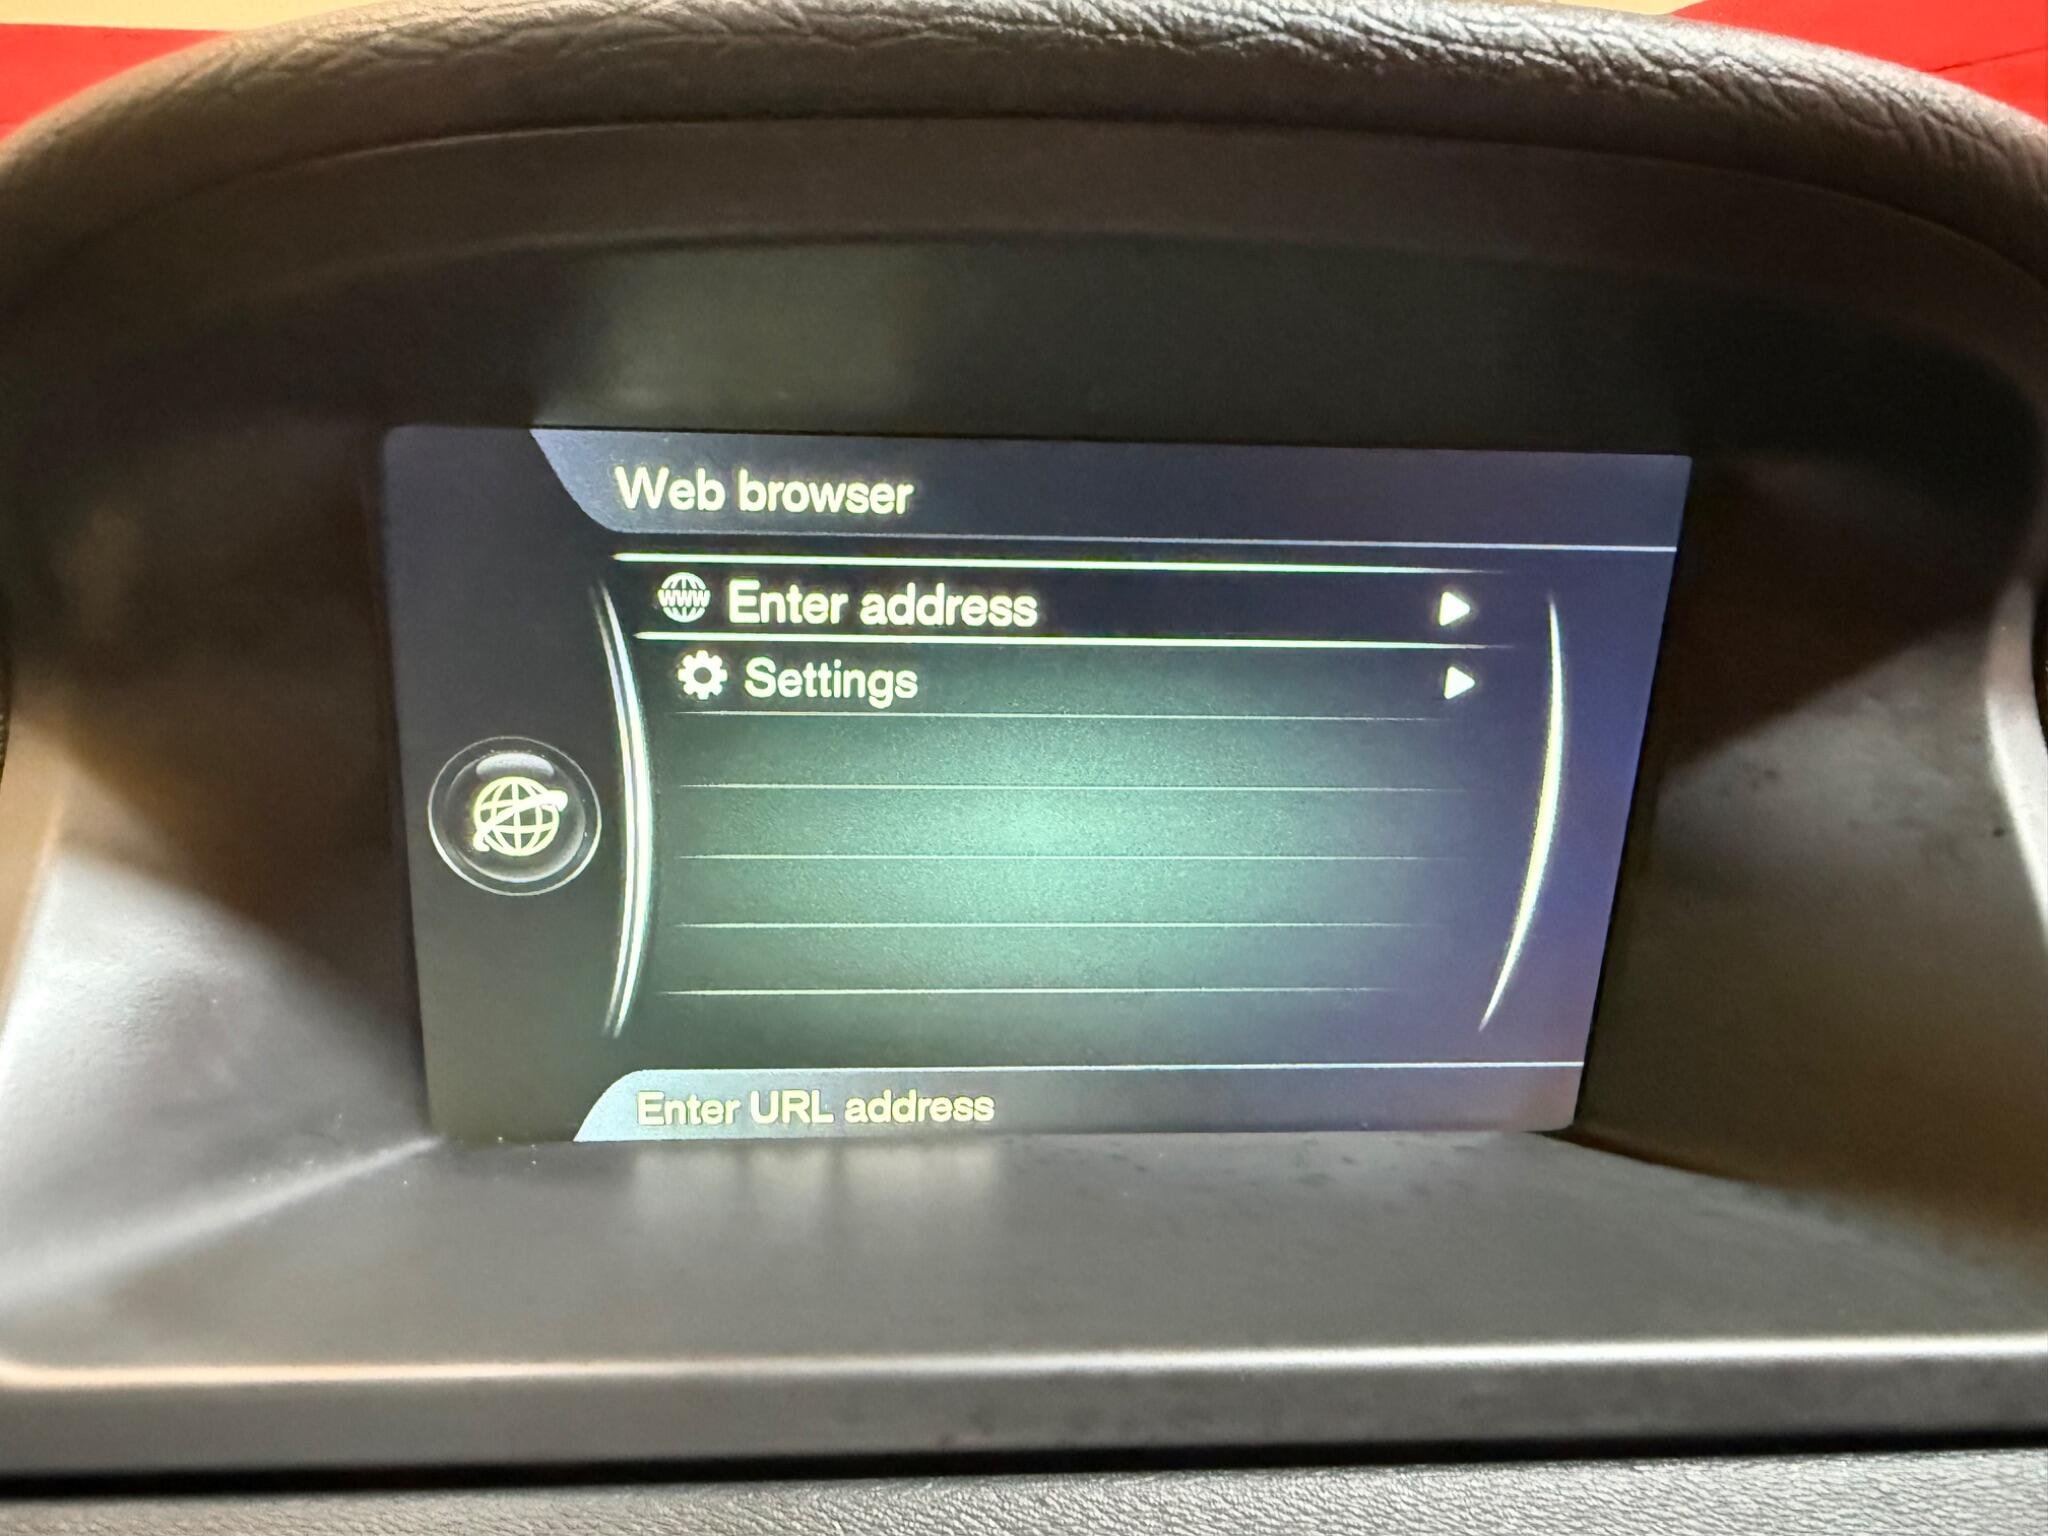 Web browser
www Enter address
Settings
Enter URL address